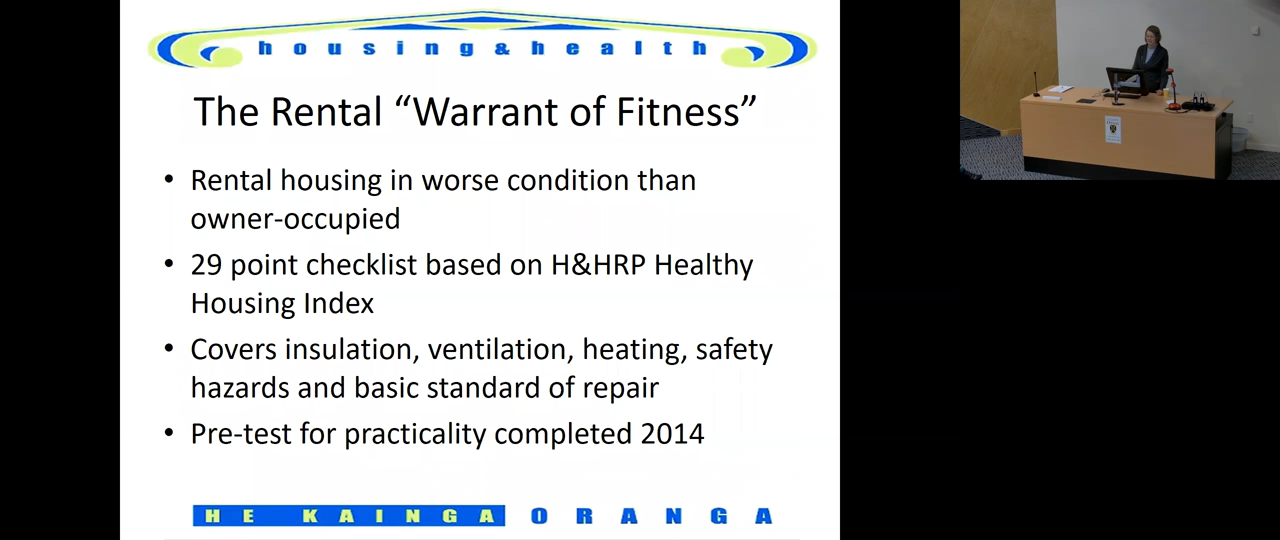 housing&health
The Rental “Warrant of Fitness”
• Rental housing in worse condition than
owner-occupied
• 29 point checklist based on H&HRP Healthy
Housing Index
• Covers insulation, ventilation, heating, safety
hazards and basic standard of repair
• Pre-test for practicality completed 2014
HE KAINGA ORANGA